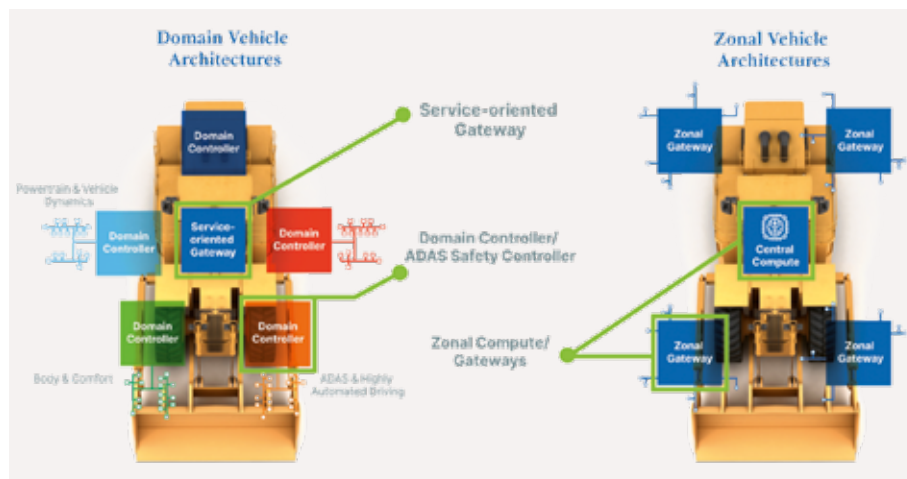 Domain Vehicle
Architectures
Zonal Vehicle
Architectures
Service-oriented
Gateway
Domain
Controller
Powertrain & Vehicle
Dynamics
Domain
Controller
Service-
oriented
Gateway
Domain
Controller
Domain Controller/
ADAS Safety Controller
Domain
Controller
Domain
Controller
Body & Comfort
ADAS & Highly
Automated Driving
Zonal
Gateway
Zonal
Gateway
Central
Compute
Zonal Compute/
Gateways
Zonal
Gateway
Zonal
Gateway